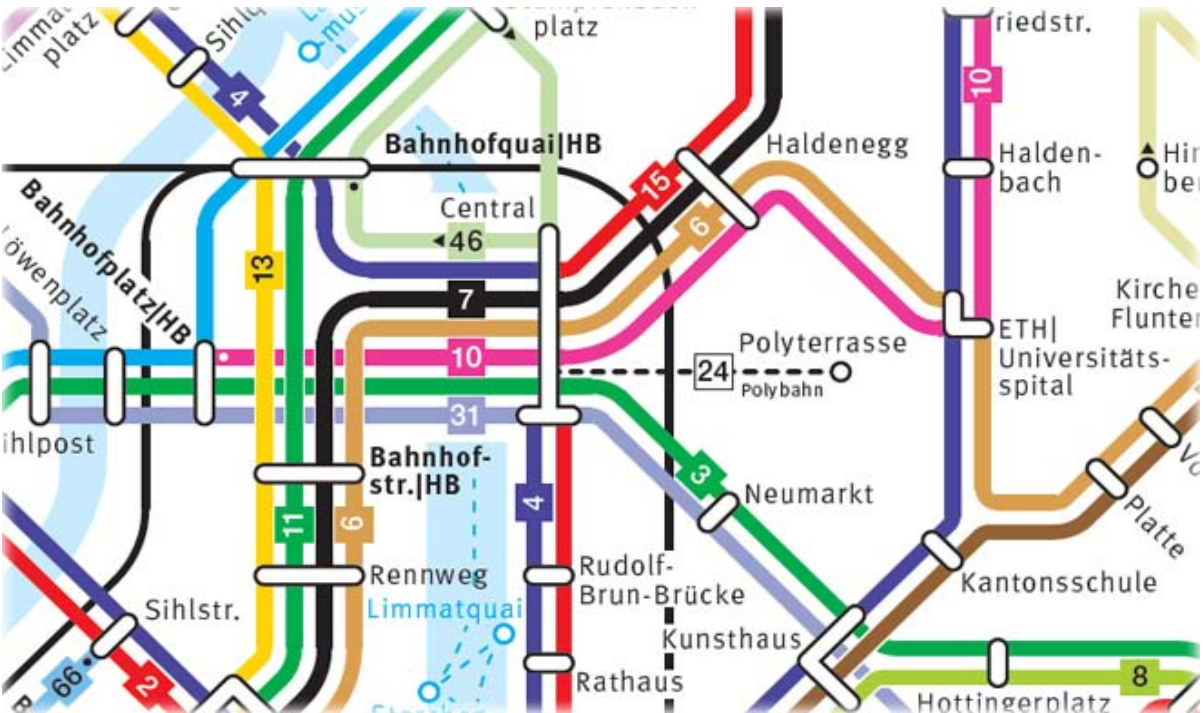 platz
platz
riedstr.
4
10
Bahnhofquai|HB
Haldenegg
Halden-
bach
15
Bahnhofplatz|HB
Central
6
46
Löwenplatz
13
7
10
ETH|
Universitäts-
spital
Polyterrasse
24
Polybahn
31
Bahnhof-
str.|HB
3
Neumarkt
4
11
6
Platte
Rennweg
Rudolf-
Brun-Brücke
Kantonsschule
Limmatquai
Sihlstr.
Kunsthaus
66
2
Rathaus
8
Hottingerplatz